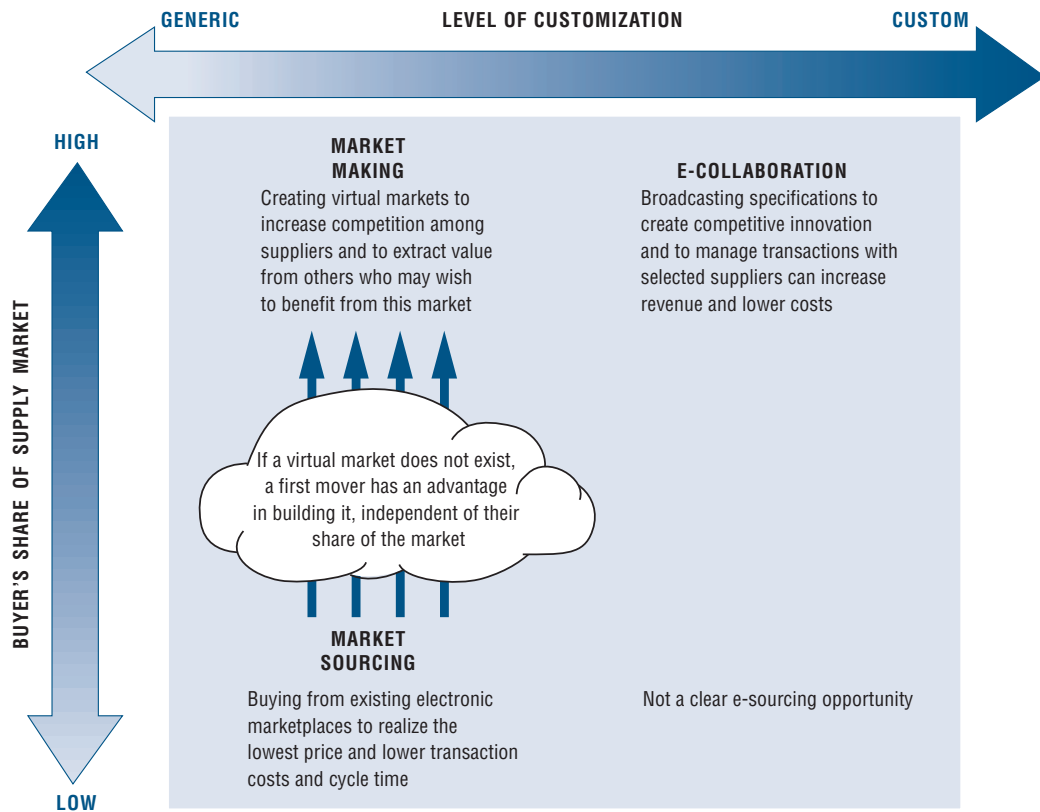 GENERIC
LEVEL OF CUSTOMIZATION
CUSTOM
HIGH
BUYER'S SHARE OF SUPPLY MARKET
LOW
MARKET
MAKING
Creating virtual markets to
increase competition among
suppliers and to extract value
from others who may wish
to benefit from this market
E-COLLABORATION
Broadcasting specifications to
create competitive innovation
and to manage transactions with
selected suppliers can increase
revenue and lower costs
If a virtual market does not exist,
a first mover has an advantage
in building it, independent of their
share of the market
MARKET
SOURCING
Buying from existing electronic
marketplaces to realize the
lowest price and lower transaction
costs and cycle time
Not a clear e-sourcing opportunity